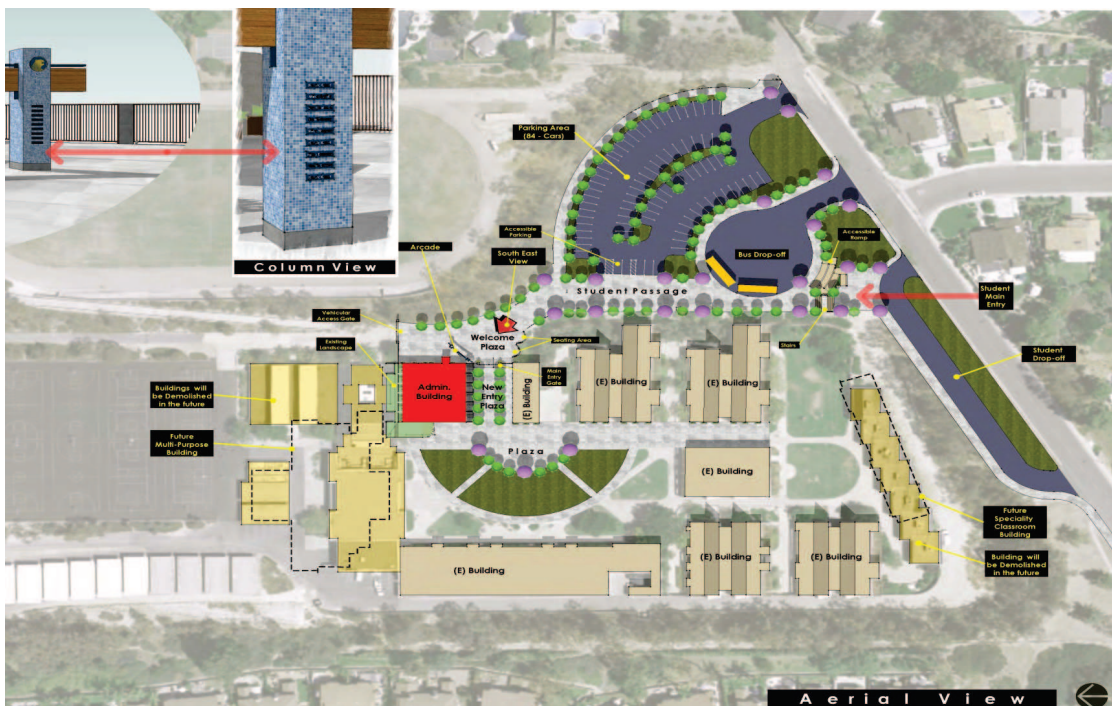 Column View
Parking Area
(84 - Cars)
Accessible
Parking
Accessible
Ramp
Bus Drop-off
Arçade
South East
View
Student Passage
Student
Main
Entry
Vehicular
Access Gate
Welcome
Plaza
Seating Area
Stairs
Existing
Landscape
Student
Drop-off
Main
Entry
Gate
Buildings will
be Demolished
in the future
Admin.
Building
New
Entry
Plaza
(E) Building
(E) Building
(E) Building
Future
Multi-Purpose
Building
Plaza
(E) Building
Future
Speciality
Classroom
Building
Building will
be Demolished
in the future
(E) Building
(E) Building
(E) Building
Aerial View